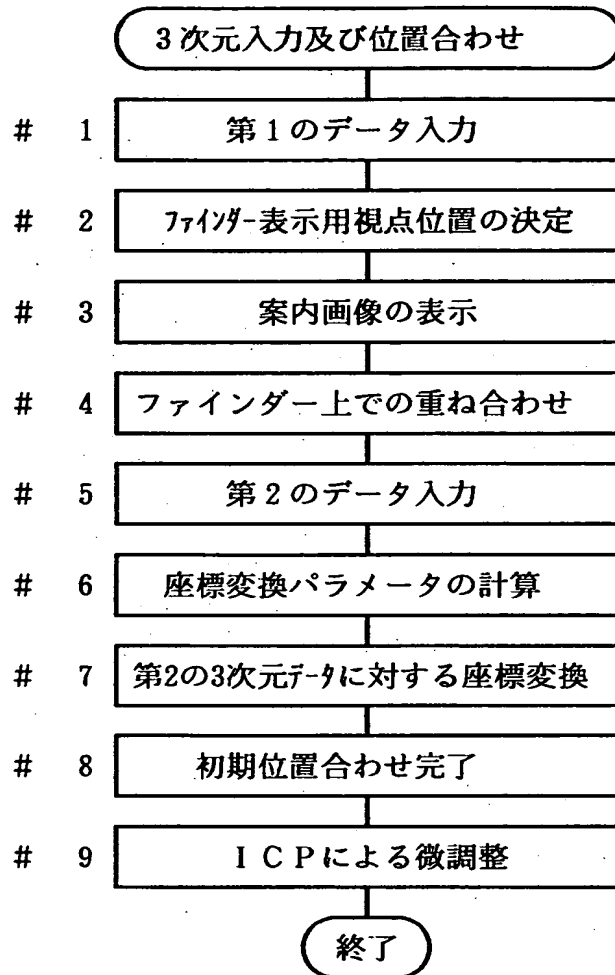 3次元入力及び位置合わせ
# 1 第1のデータ入力
# 2 ﾌｧｲﾝﾀﾞｰ表示用視点位置の決定
# 3 案内画像の表示
# 4 ファインダー上での重ね合わせ
# 5 第2のデータ入力
# 6 座標変換パラメータの計算
# 7 第2の3次元ﾃﾞｰﾀに対する座標変換
# 8 初期位置合わせ完了
# 9 ICPによる微調整
終了